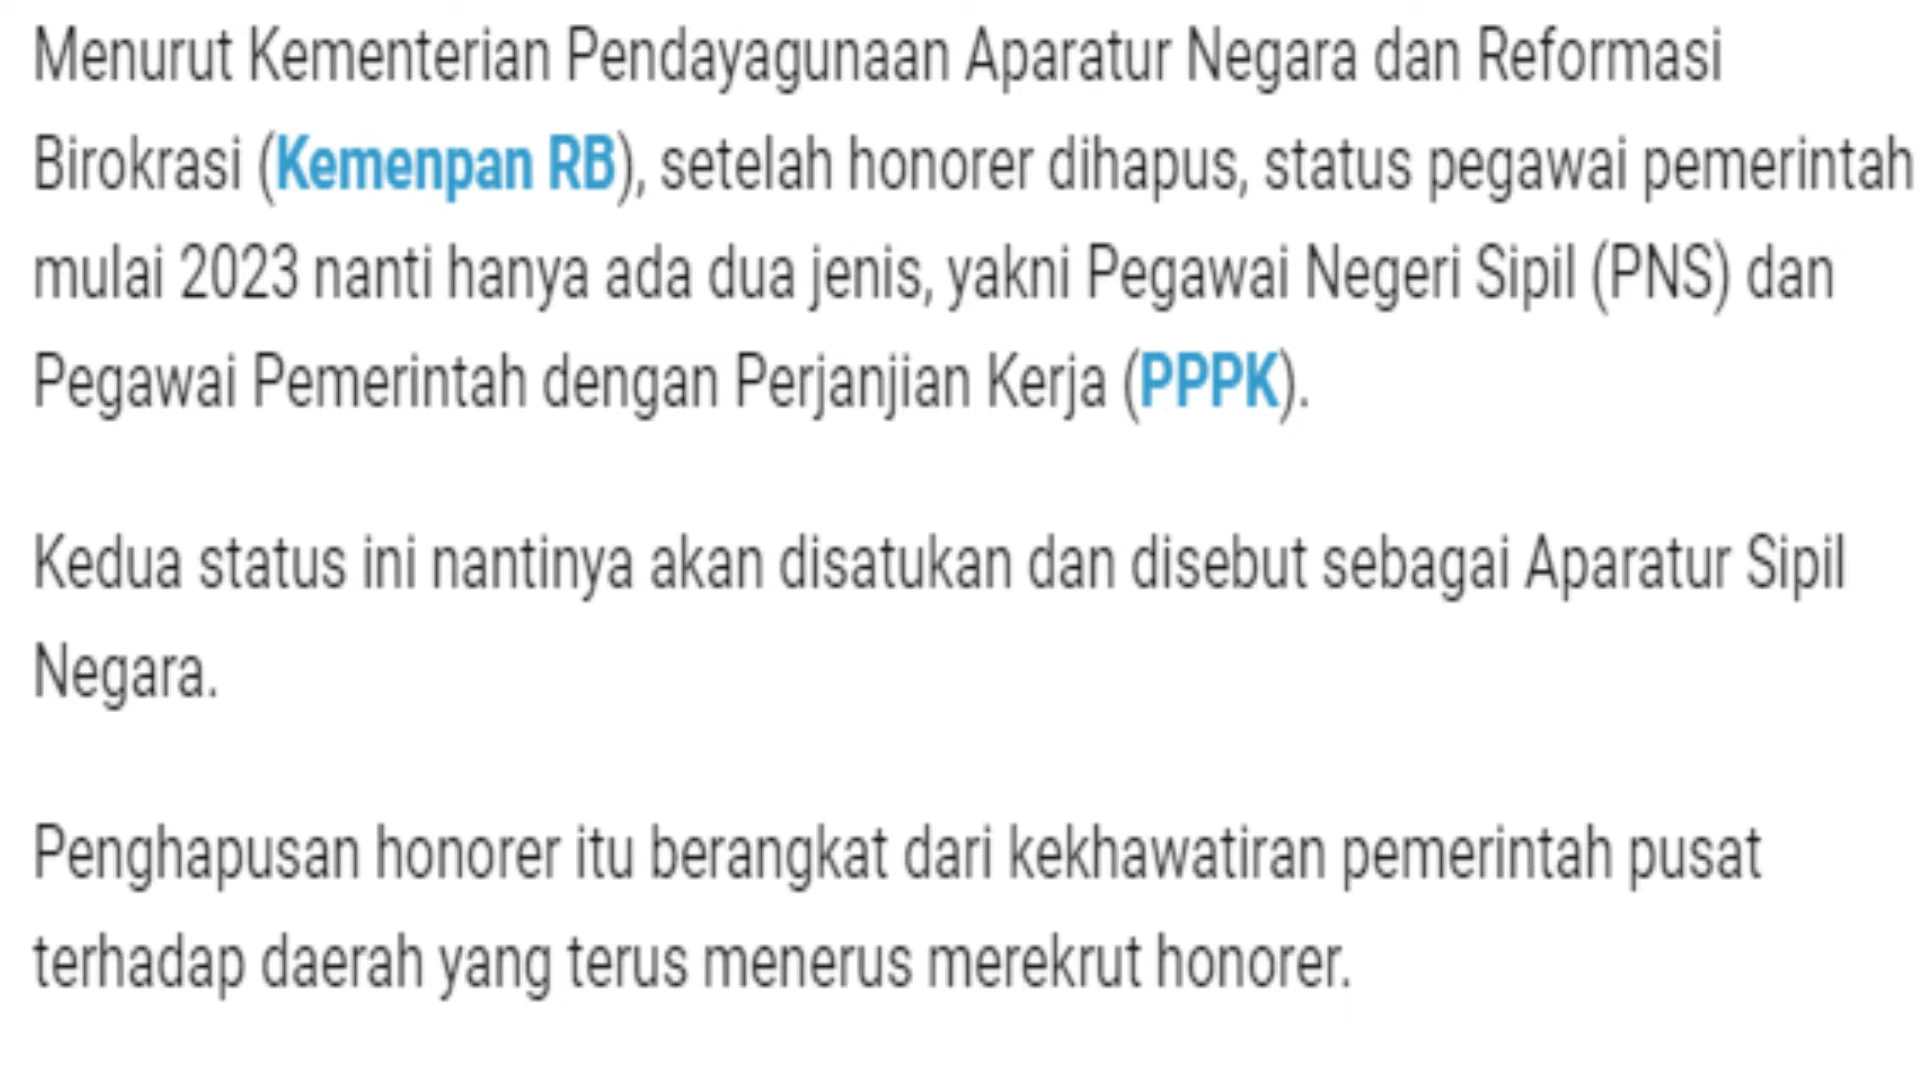 Menurut Kementerian Pendayagunaan Aparatur Negara dan Reformasi
Birokrasi (Kemenpan RB), setelah honorer dihapus, status pegawai pemerintah
mulai 2023 nanti hanya ada dua jenis, yakni Pegawai Negeri Sipil (PNS) dan
Pegawai Pemerintah dengan Perjanjian Kerja (PPPK).
Kedua status ini nantinya akan disatukan dan disebut sebagai Aparatur Sipil
Negara.
Penghapusan honorer itu berangkat dari kekhawatiran pemerintah pusat
terhadap daerah yang terus menerus merekrut honorer.